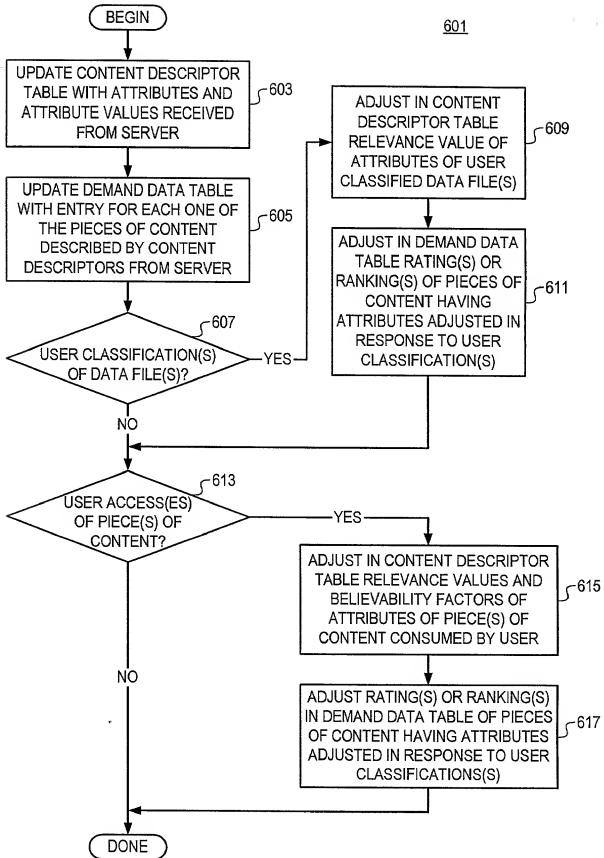 BEGIN
601
UPDATE CONTENT DESCRIPTOR
TABLE WITH ATTRIBUTES AND
ATTRIBUTE VALUES RECEIVED
FROM SERVER
603
UPDATE DEMAND DATA TABLE
WITH ENTRY FOR EACH ONE OF
THE PIECES OF CONTENT
DESCRIBED BY CONTENT
DESCRIPTORS FROM SERVER
605
607
USER CLASSIFICATION(S)
OF DATA FILE(S)?
YES
NO
ADJUST IN CONTENT
DESCRIPTOR TABLE
RELEVANCE VALUE OF
ATTRIBUTES OF USER
CLASSIFIED DATA FILE(S)
609
ADJUST IN DEMAND DATA
TABLE RATING(S) OR
RANKING(S) OF PIECES OF
CONTENT HAVING
ATTRIBUTES ADJUSTED IN
RESPONSE TO USER
CLASSIFICATION(S)
611
613
USER ACCESS(ES)
OF PIECE(S) OF
CONTENT?
YES
NO
ADJUST IN CONTENT DESCRIPTOR
TABLE RELEVANCE VALUES AND
BELIEVABILITY FACTORS OF
ATTRIBUTES OF PIECE(S) OF
CONTENT CONSUMED BY USER
615
ADJUST RATING(S) OR RANKING(S)
IN DEMAND DATA TABLE OF PIECES
OF CONTENT HAVING ATTRIBUTES
ADJUSTED IN RESPONSE TO USER
CLASSIFICATIONS(S)
617
DONE